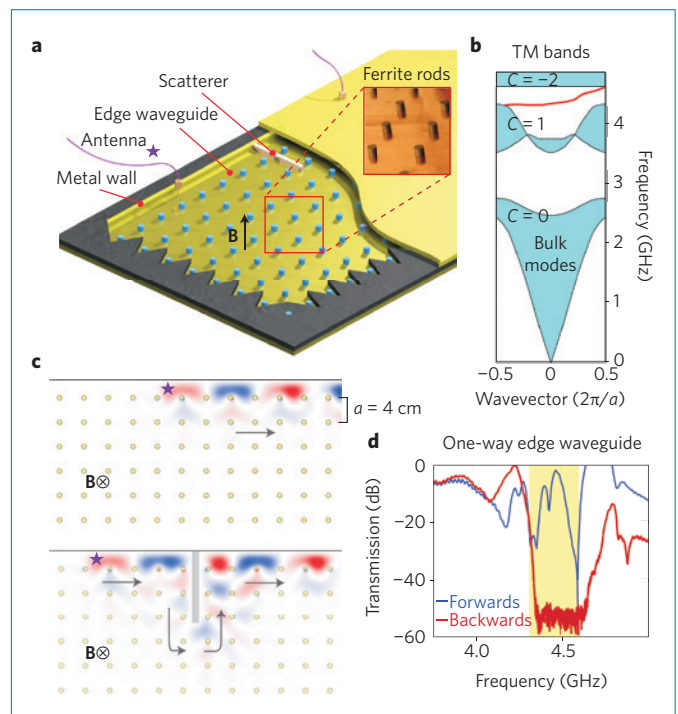 a
Scatterer
Edge waveguide
Antenna
Metal wall
Ferrite rods
B
b
TM bands
C = −2
C = 1
C = 0
Bulk
modes
4
3
2
1
0
Frequency (GHz)
−0.5
0
0.5
Wavevector (2π/a)
c
a = 4 cm
B⊗
B⊗
d
One-way edge waveguide
0
−20
−40
−60
Transmission (dB)
Forwards
Backwards
4.0
4.5
Frequency (GHz)